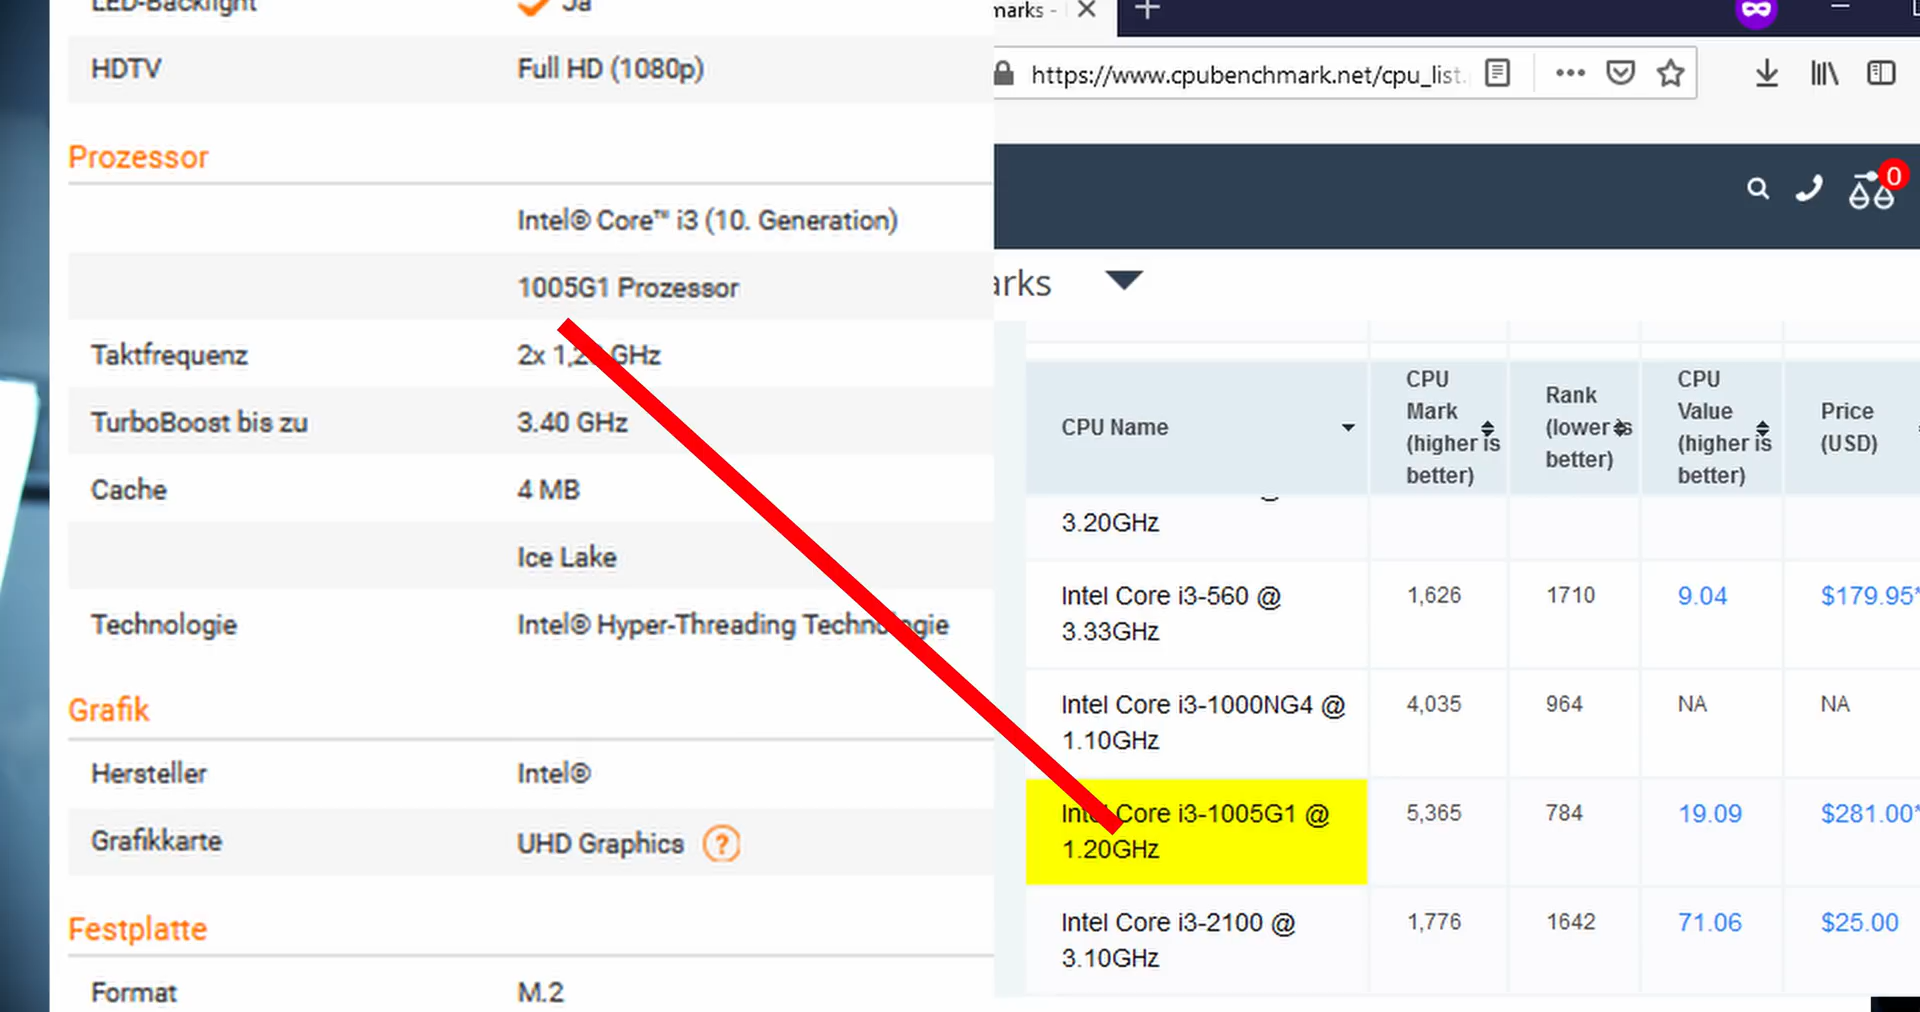 LED-Backlight Ja
HDTV Full HD (1080p)
Prozessor
Intel® Core™ i3 (10. Generation)
1005G1 Prozessor
Taktfrequenz 2x GHz
TurboBoost bis zu 3.40 GHz
Cache 4 MB
Ice Lake
Technologie Intel® Hyper-Threading Technologie
Grafik
Hersteller Intel®
Grafikkarte UHD Graphics ?
Festplatte
Format M.2
marks -
https://www.cpubenchmark.net/cpu_list.
0
arks
CPU Name
CPU
Mark
(higher is
better)
Rank
(lower is
better)
CPU
Value
(higher is
better)
Price
(USD)
3.20GHz
Intel Core i3-560 @ 1,626 1710 9.04 $179.95*
3.33GHz
Intel Core i3-1000NG4 @ 4,035 964 NA NA
1.10GHz
Intel Core i3-1005G1 @ 5,365 784 19.09 $281.00*
1.20GHz
Intel Core i3-2100 @ 1,776 1642 71.06 $25.00
3.10GHz